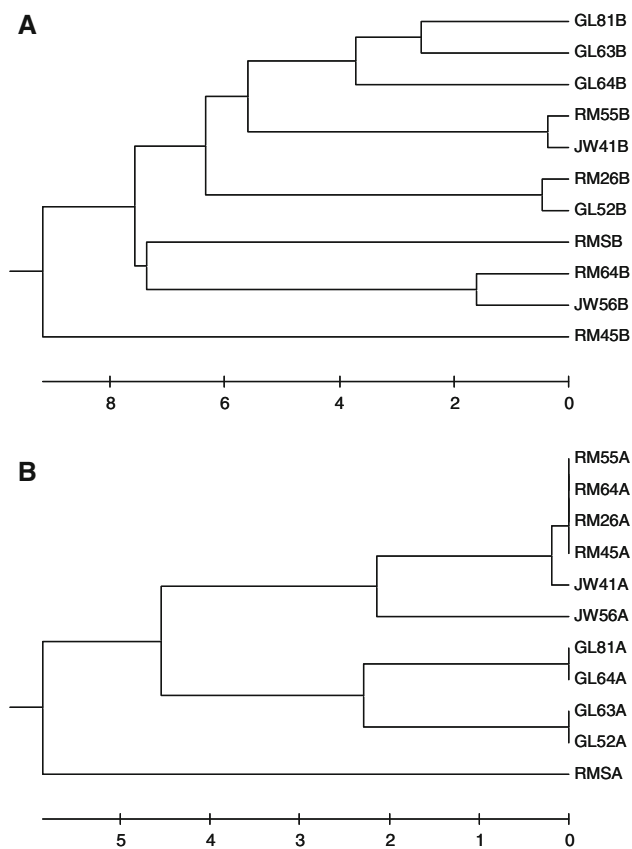 A
GL81B
GL63B
GL64B
RM55B
JW41B
RM26B
GL52B
RMSB
RM64B
JW56B
RM45B
8 6 4 2 0
B
RM55A
RM64A
RM26A
RM45A
JW41A
JW56A
GL81A
GL64A
GL63A
GL52A
RMSA
5 4 3 2 1 0